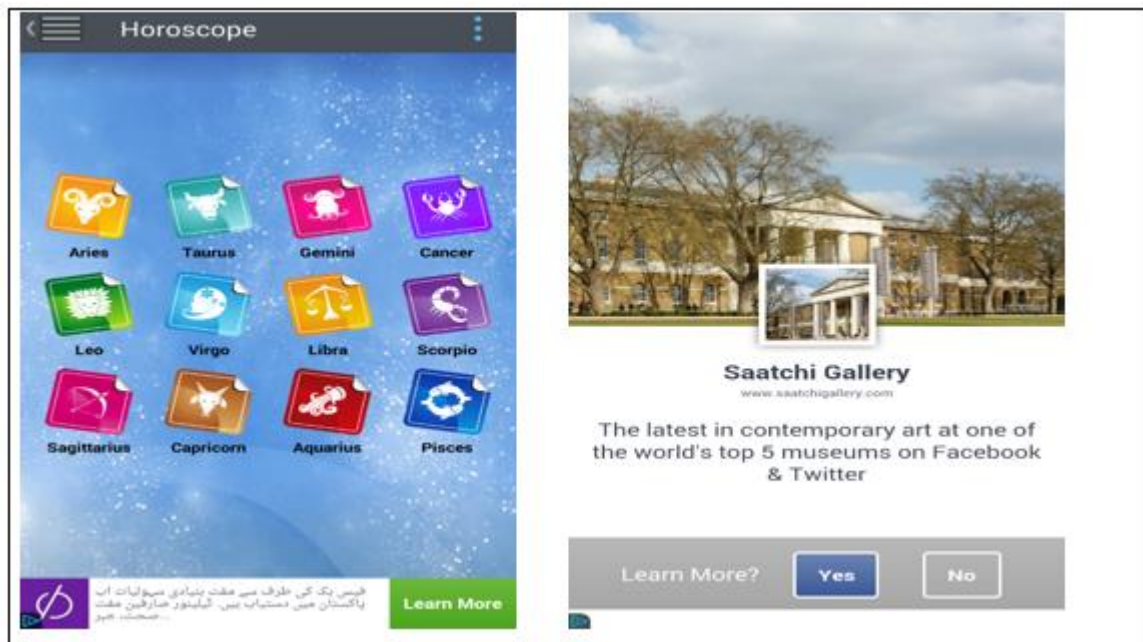 Horoscope
Aries Taurus Gemini Cancer
Leo Virgo Libra Scorpio
Sagittarius Capricorn Aquarius Pisces
فیس بک کی طرف سے مفت بنیادی سہولیات اب
پاکستان میں دستیاب ہیں۔ ٹیلینور صارفین مفت
صحت، خبر...
Learn More
Saatchi Gallery
www.saatchigallery.com
The latest in contemporary art at one of
the world's top 5 museums on Facebook
& Twitter
Learn More?
Yes
No